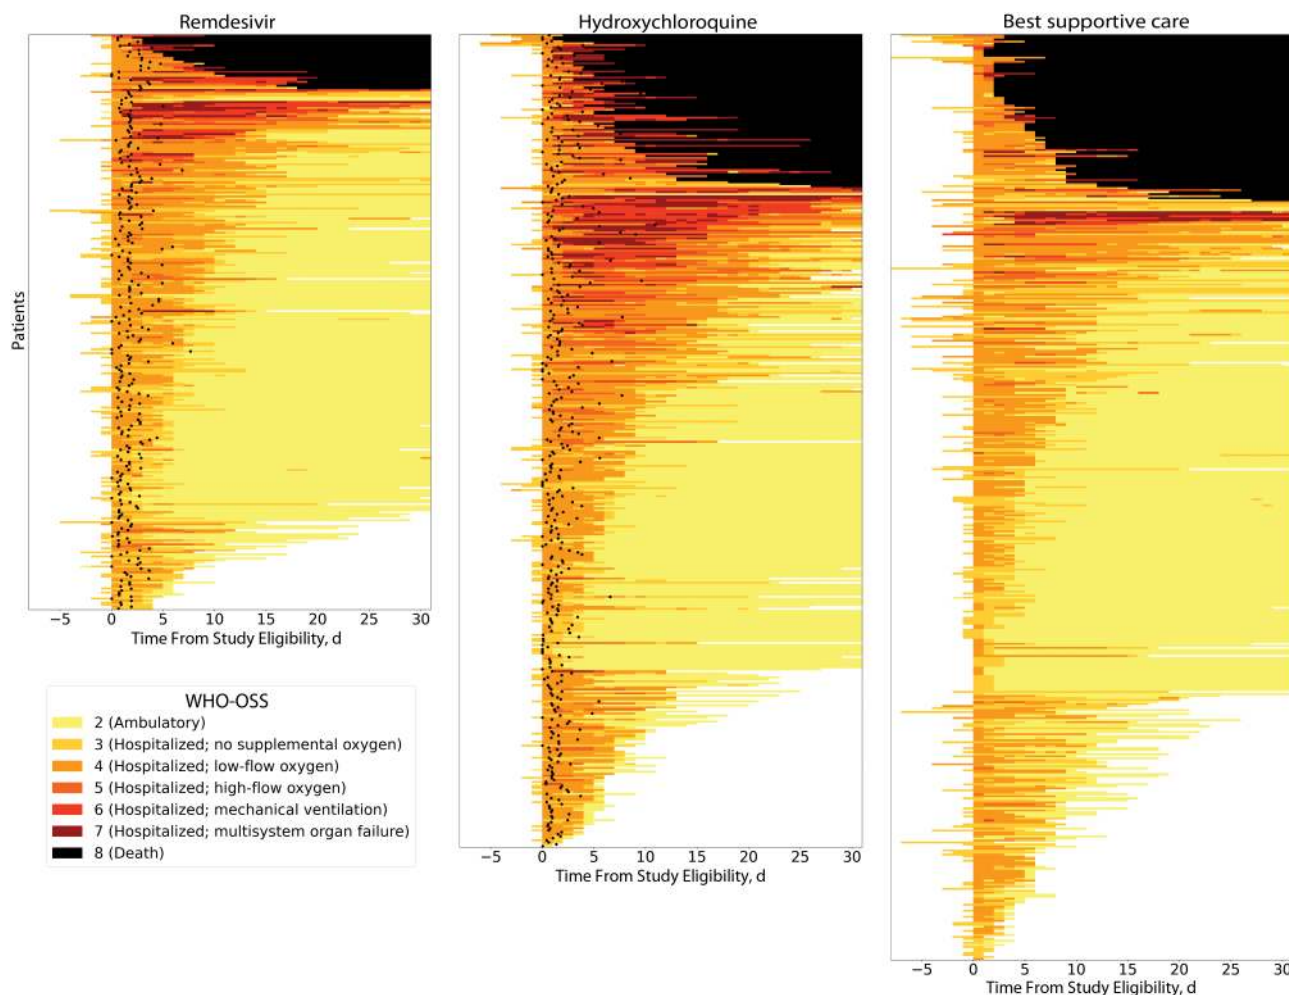 Remdesivir
Hydroxychloroquine
Best supportive care
Patients
−5 0 5 10 15 20 25 30
Time From Study Eligibility, d
−5 0 5 10 15 20 25 30
Time From Study Eligibility, d
−5 0 5 10 15 20 25 30
Time From Study Eligibility, d
WHO-OSS
2 (Ambulatory)
3 (Hospitalized; no supplemental oxygen)
4 (Hospitalized; low-flow oxygen)
5 (Hospitalized; high-flow oxygen)
6 (Hospitalized; mechanical ventilation)
7 (Hospitalized; multisystem organ failure)
8 (Death)